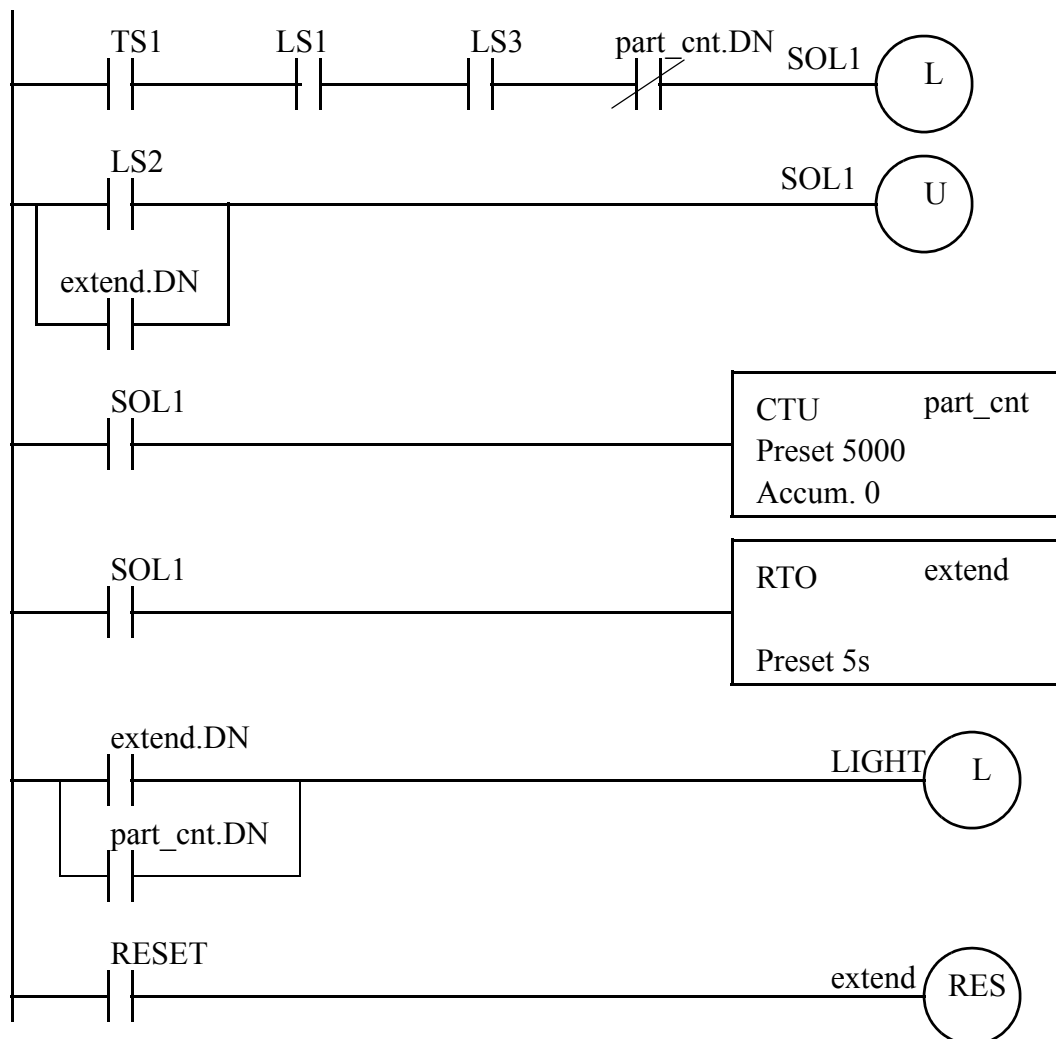 TS1 LS1 LS3 part_cnt.DN SOL1 L
LS2 SOL1 U
extend.DN
SOL1 CTU part_cnt
Preset 5000
Accum. 0
SOL1 RTO extend
Preset 5s
extend.DN LIGHT L
part_cnt.DN
RESET extend RES